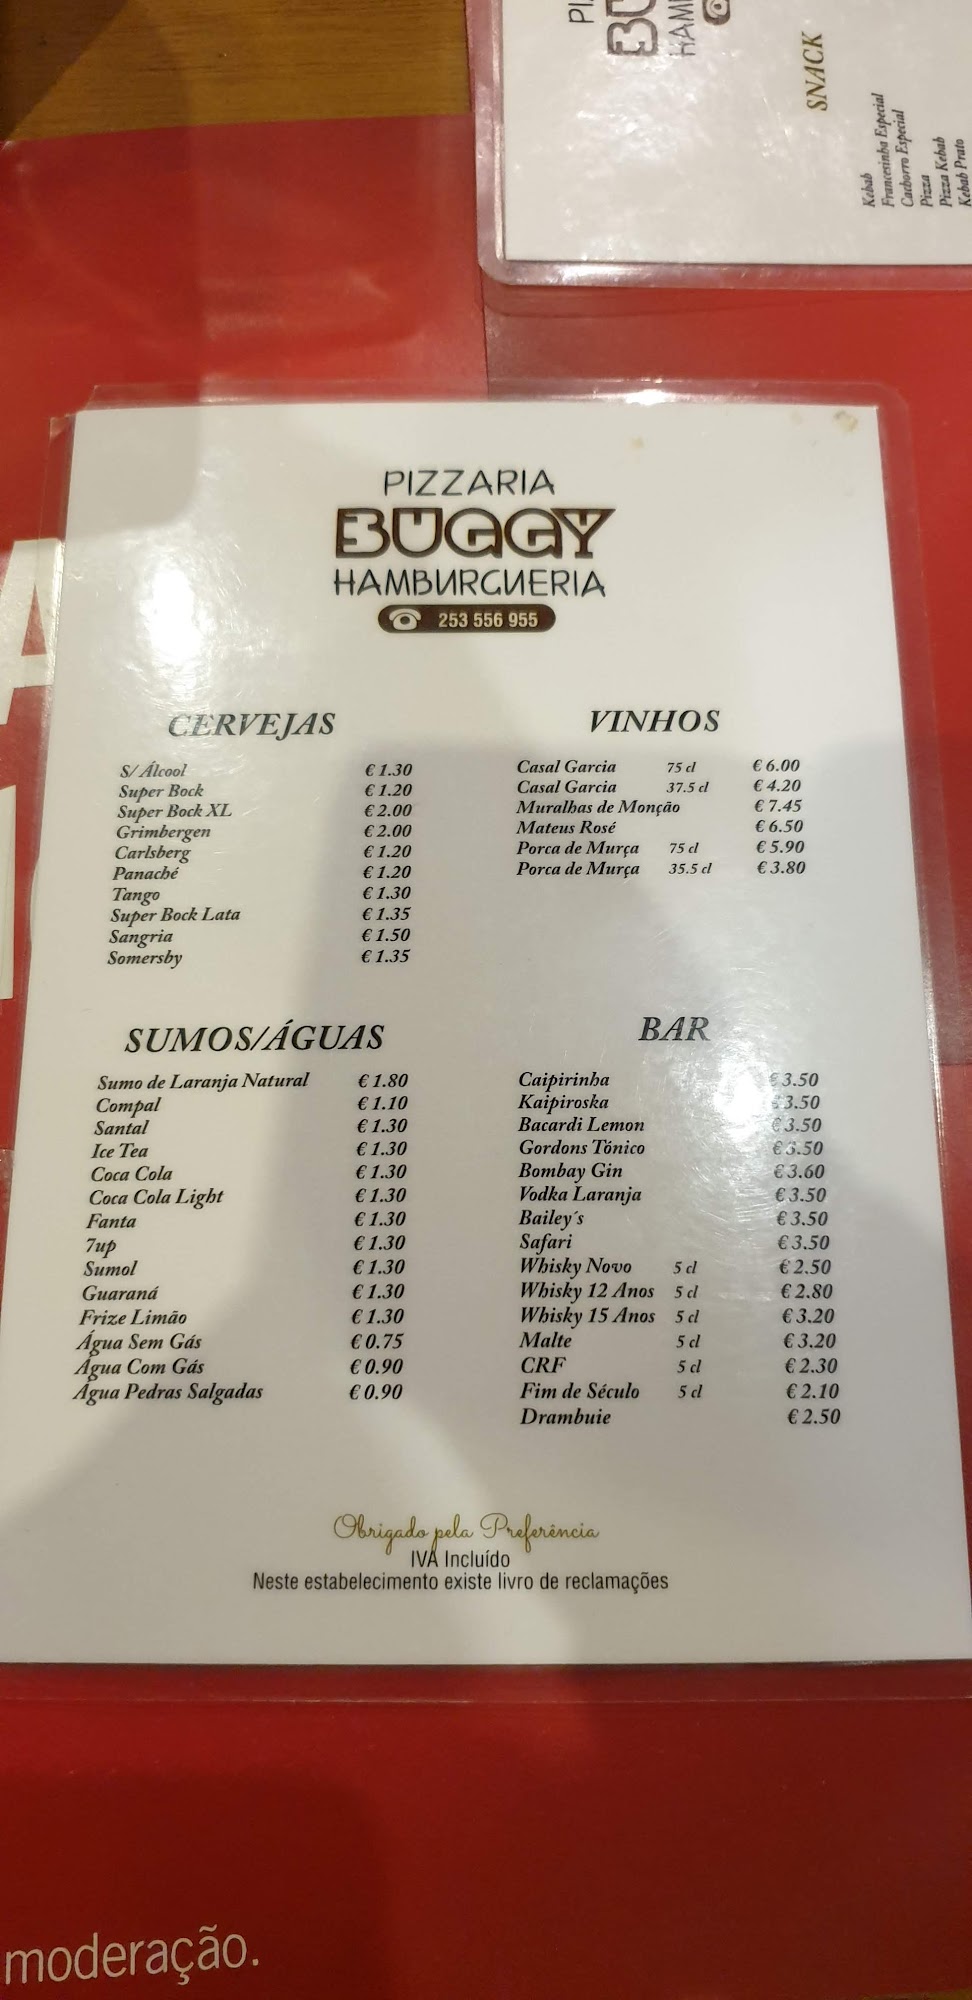 SNACK
Kebab
Francesinha Especial
Cachorro Especial
Pizza
Pizza Kebab
Kebab Prato
PIZZARIA
BUGGY
HAMBURGUERIA
253 556 955
CERVEJAS
S/ Álcool € 1.30
Super Bock € 1.20
Super Bock XL € 2.00
Grimbergen € 2.00
Carlsberg € 1.20
Panaché € 1.20
Tango € 1.30
Super Bock Lata € 1.35
Sangria € 1.50
Somersby € 1.35
VINHOS
Casal Garcia 75 cl € 6.00
Casal Garcia 37.5 cl € 4.20
Muralhas de Monção € 7.45
Mateus Rosé € 6.50
Porca de Murça 75 cl € 5.90
Porca de Murça 35.5 cl € 3.80
SUMOS/ÁGUAS
Sumo de Laranja Natural € 1.80
Compal € 1.10
Santal € 1.30
Ice Tea € 1.30
Coca Cola € 1.30
Coca Cola Light € 1.30
Fanta € 1.30
7up € 1.30
Sumol € 1.30
Guaraná € 1.30
Frize Limão € 1.30
Água Sem Gás € 0.75
Água Com Gás € 0.90
Água Pedras Salgadas € 0.90
BAR
Caipirinha € 3.50
Kaipiroska € 3.50
Bacardi Lemon € 3.50
Gordons Tónico € 3.50
Bombay Gin € 3.60
Vodka Laranja € 3.50
Bailey´s € 3.50
Safari € 3.50
Whisky Novo 5 cl € 2.50
Whisky 12 Anos 5 cl € 2.80
Whisky 15 Anos 5 cl € 3.20
Malte 5 cl € 3.20
CRF 5 cl € 2.30
Fim de Século 5 cl € 2.10
Drambuie € 2.50
Obrigado pela Preferência
IVA Incluído
Neste estabelecimento existe livro de reclamações
moderação.